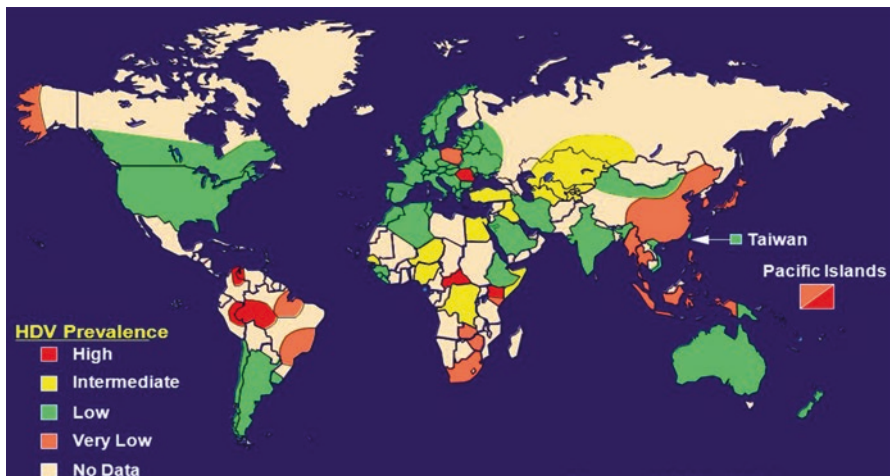 Taiwan
Pacific Islands
HDV Prevalence
High
Intermediate
Low
Very Low
No Data